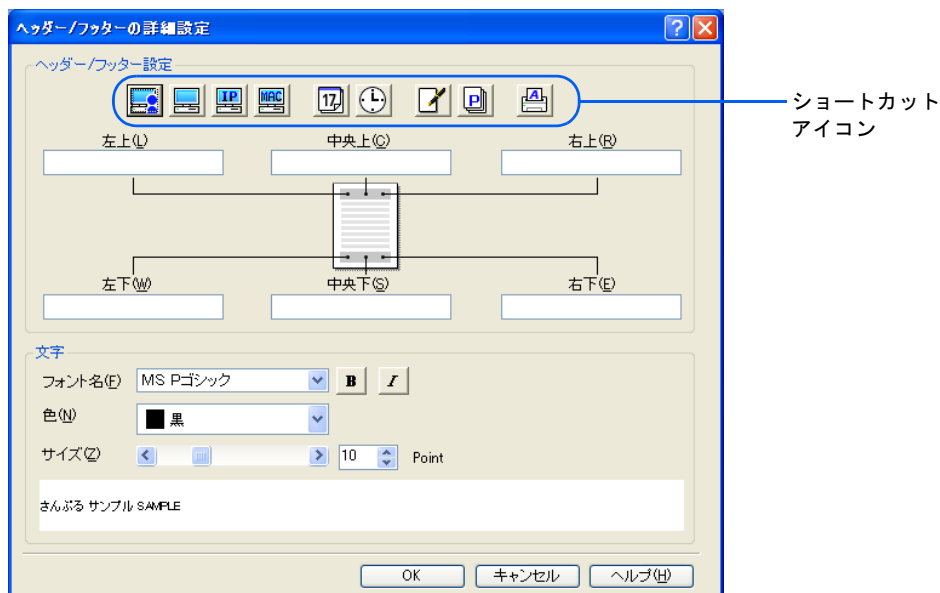 ヘッダー/フッターの詳細設定
ヘッダー/フッター設定
IP MAC 17 P A
ショートカット
アイコン
左上(L) 中央上(C) 右上(R)
左下(W) 中央下(S) 右下(E)
文字
フォント名(F) MS Pゴシック B I
色(N) 黒
サイズ(Z) 10 Point
さんぷる サンプル SAMPLE
OK キャンセル ヘルプ(H)